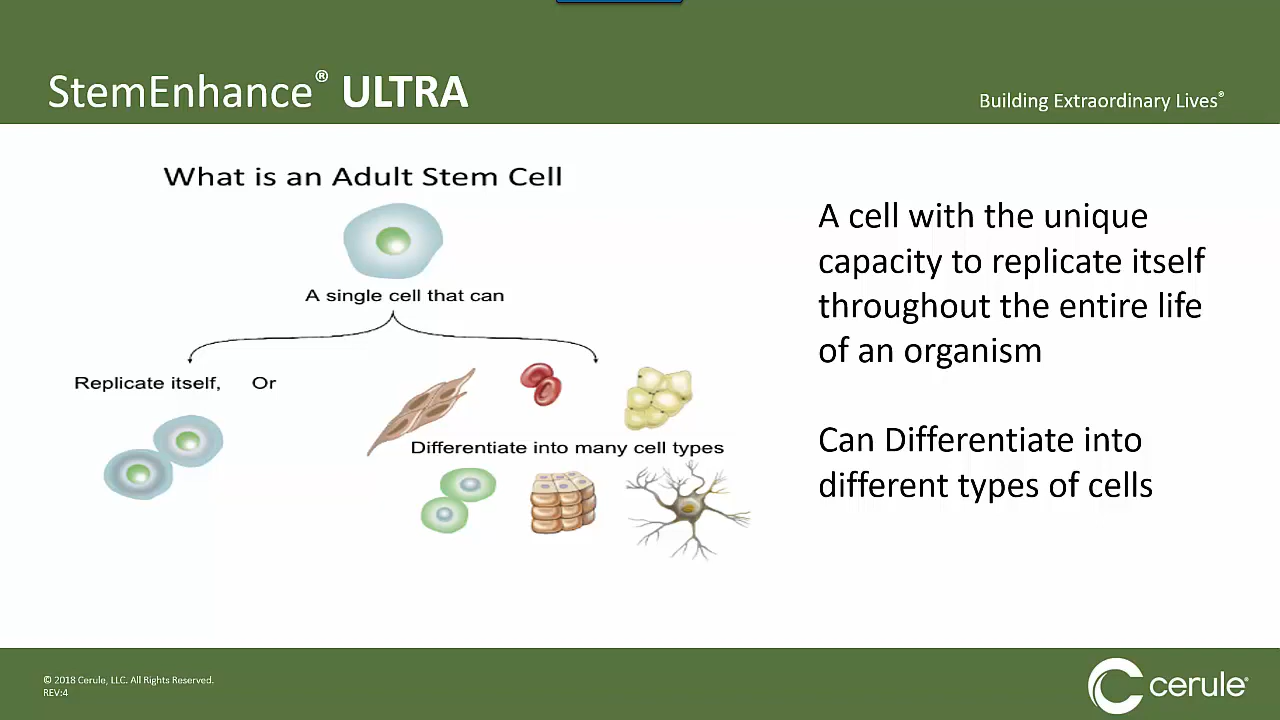 StemEnhance® ULTRA
Building Extraordinary Lives®
What is an Adult Stem Cell
A single cell that can
Replicate itself, Or
Differentiate into many cell types
A cell with the unique
capacity to replicate itself
throughout the entire life
of an organism
Can Differentiate into
different types of cells
© 2018 Cerule, LLC. All Rights Reserved.
REV:4
cerule®